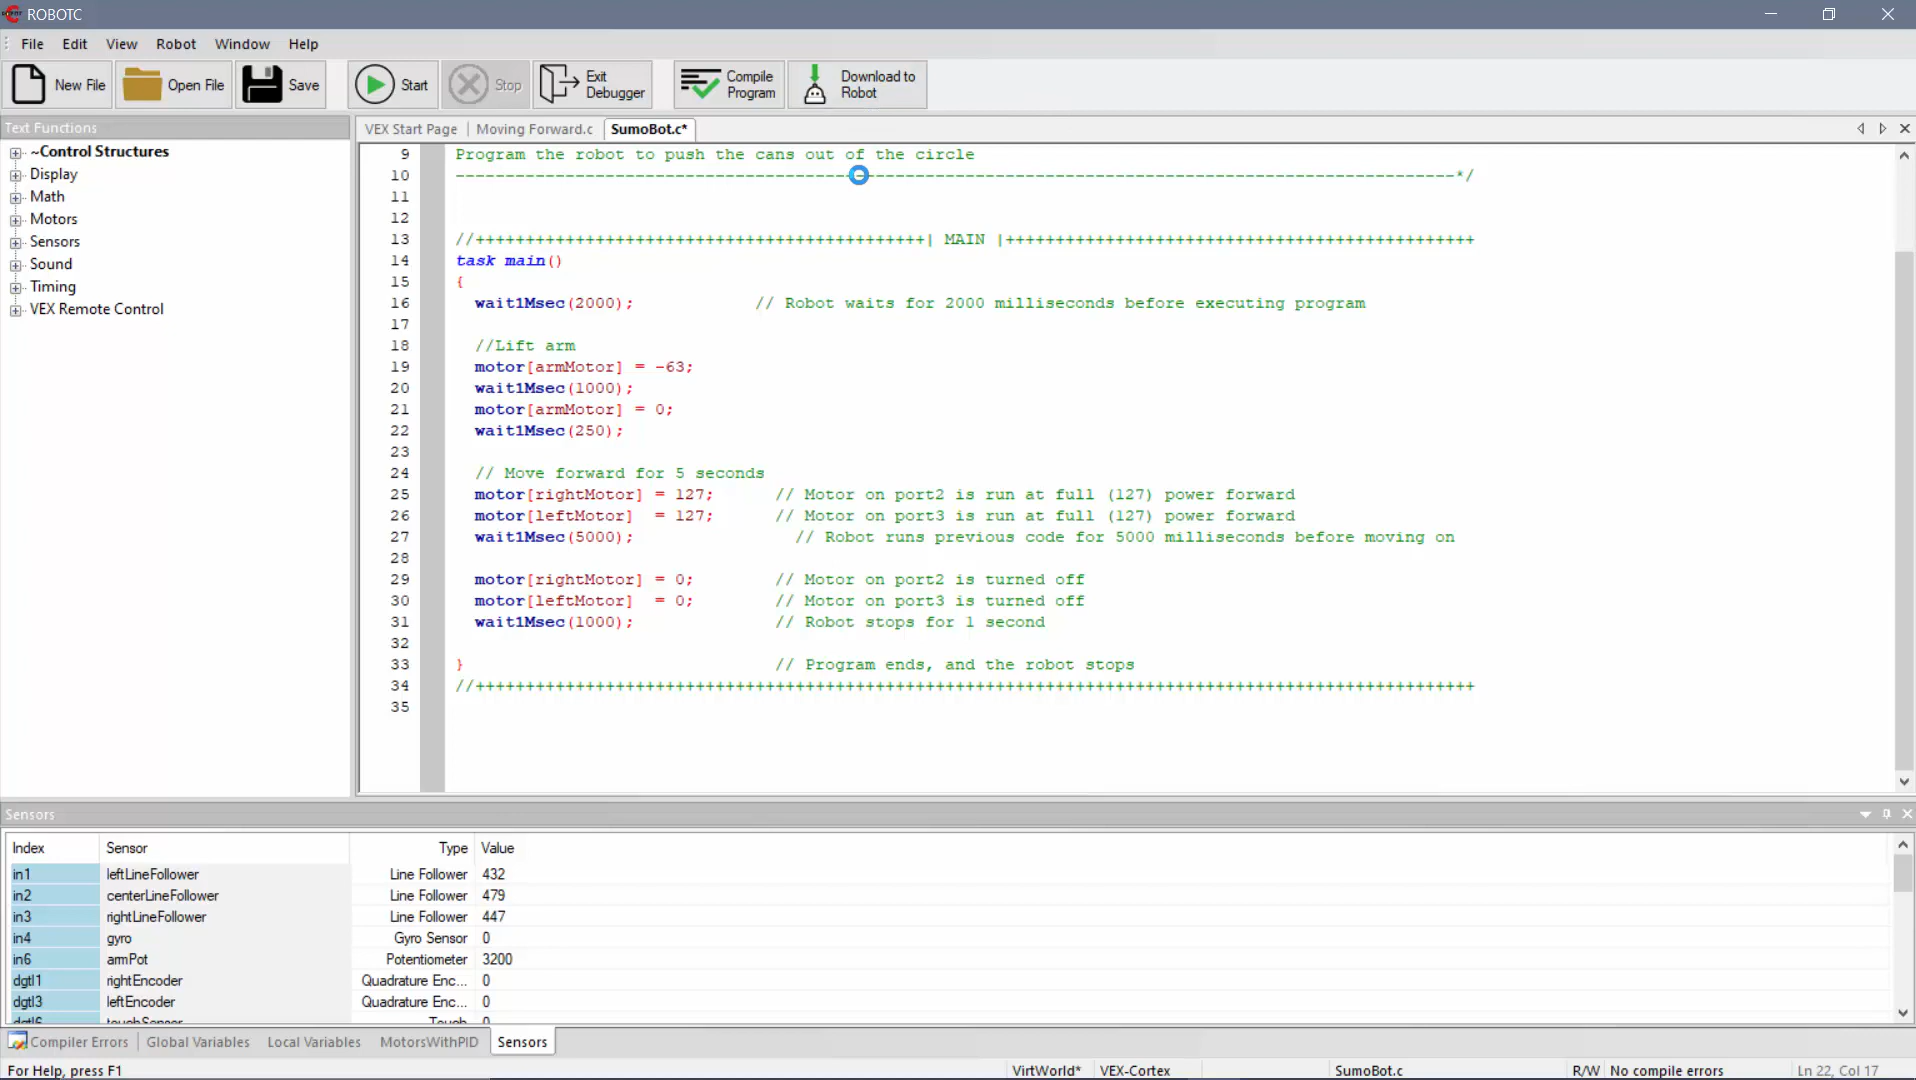 ROBOTC
File Edit View Robot Window Help
New File Open File Save Start Stop Exit Debugger Compile Program Download to Robot
Text Functions
~Control Structures
Display
Math
Motors
Sensors
Sound
Timing
VEX Remote Control
VEX Start Page Moving Forward.c SumoBot.c*
9 Program the robot to push the cans out of the circle
10 ----------------------------------------------------------------------------------------------------*/
11
12
13 //+++++++++++++++++++++++++++++++++++++++++++++| MAIN |+++++++++++++++++++++++++++++++++++++++++++++++
14 task main()
15 {
16 wait1Msec(2000); // Robot waits for 2000 milliseconds before executing program
17
18 //Lift arm
19 motor[armMotor] = -63;
20 wait1Msec(1000);
21 motor[armMotor] = 0;
22 wait1Msec(250);
23
24 // Move forward for 5 seconds
25 motor[rightMotor] = 127; // Motor on port2 is run at full (127) power forward
26 motor[leftMotor]  = 127; // Motor on port3 is run at full (127) power forward
27 wait1Msec(5000); // Robot runs previous code for 5000 milliseconds before moving on
28
29 motor[rightMotor] = 0; // Motor on port2 is turned off
30 motor[leftMotor]  = 0; // Motor on port3 is turned off
31 wait1Msec(1000); // Robot stops for 1 second
32
33 } // Program ends, and the robot stops
34 //++++++++++++++++++++++++++++++++++++++++++++++++++++++++++++++++++++++++++++++++++++++++++++++++++++
35
Sensors
Index Sensor Type Value
in1 leftLineFollower Line Follower 432
in2 centerLineFollower Line Follower 479
in3 rightLineFollower Line Follower 447
in4 gyro Gyro Sensor 0
in6 armPot Potentiometer 3200
dgtl1 rightEncoder Quadrature Enc... 0
dgtl3 leftEncoder Quadrature Enc... 0
dgtl6 touchSensor Touch 0
Compiler Errors Global Variables Local Variables MotorsWithPID Sensors
For Help, press F1 VirtWorld* VEX-Cortex SumoBot.c R/W No compile errors Ln 22, Col 17